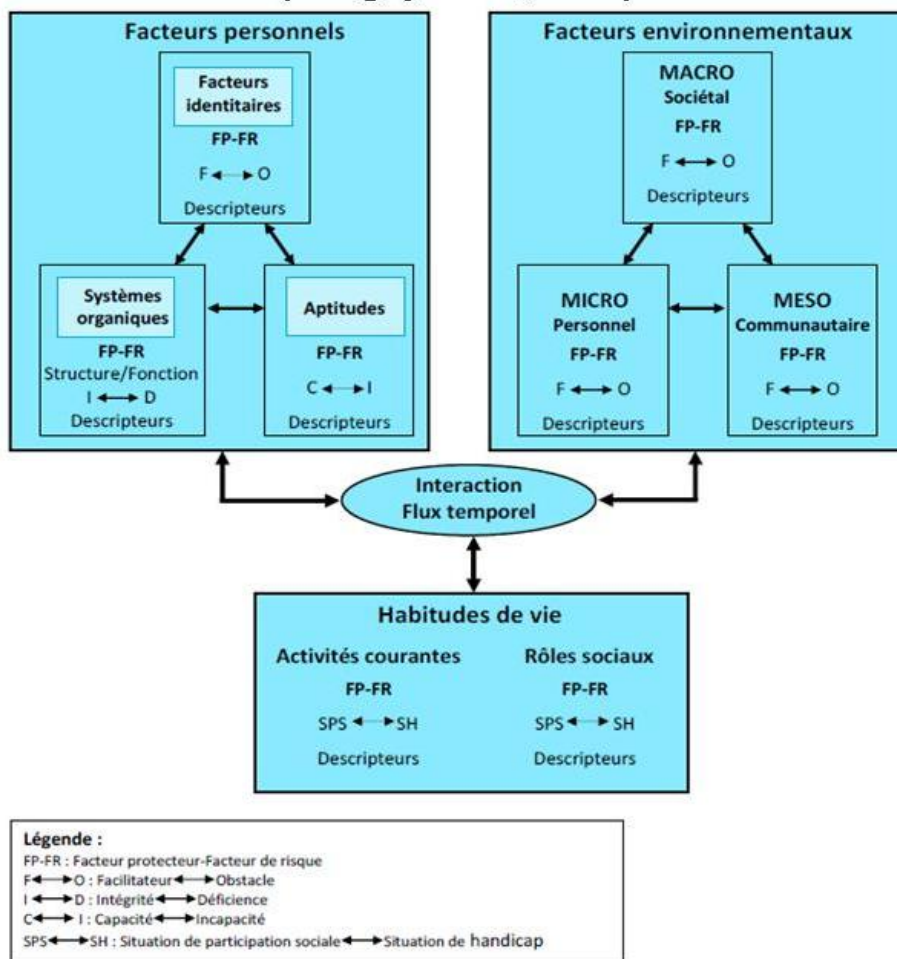 Facteurs personnels
Facteurs
identitaires
FP-FR
F ↔ O
Descripteurs
Systèmes
organiques
FP-FR
Structure/Fonction
I ↔ D
Descripteurs
Aptitudes
FP-FR
C ↔ I
Descripteurs
Facteurs environnementaux
MACRO
Sociétal
FP-FR
F ↔ O
Descripteurs
MICRO
Personnel
FP-FR
F ↔ O
Descripteurs
MESO
Communautaire
FP-FR
F ↔ O
Descripteurs
Interaction
Flux temporel
Habitudes de vie
Activités courantes
FP-FR
SPS ↔ SH
Descripteurs
Rôles sociaux
FP-FR
SPS ↔ SH
Descripteurs
Légende :
FP-FR : Facteur protecteur-Facteur de risque
F ↔ O : Facilitateur ↔ Obstacle
I ↔ D : Intégrité ↔ Déficience
C ↔ I : Capacité ↔ Incapacité
SPS ↔ SH : Situation de participation sociale ↔ Situation de handicap